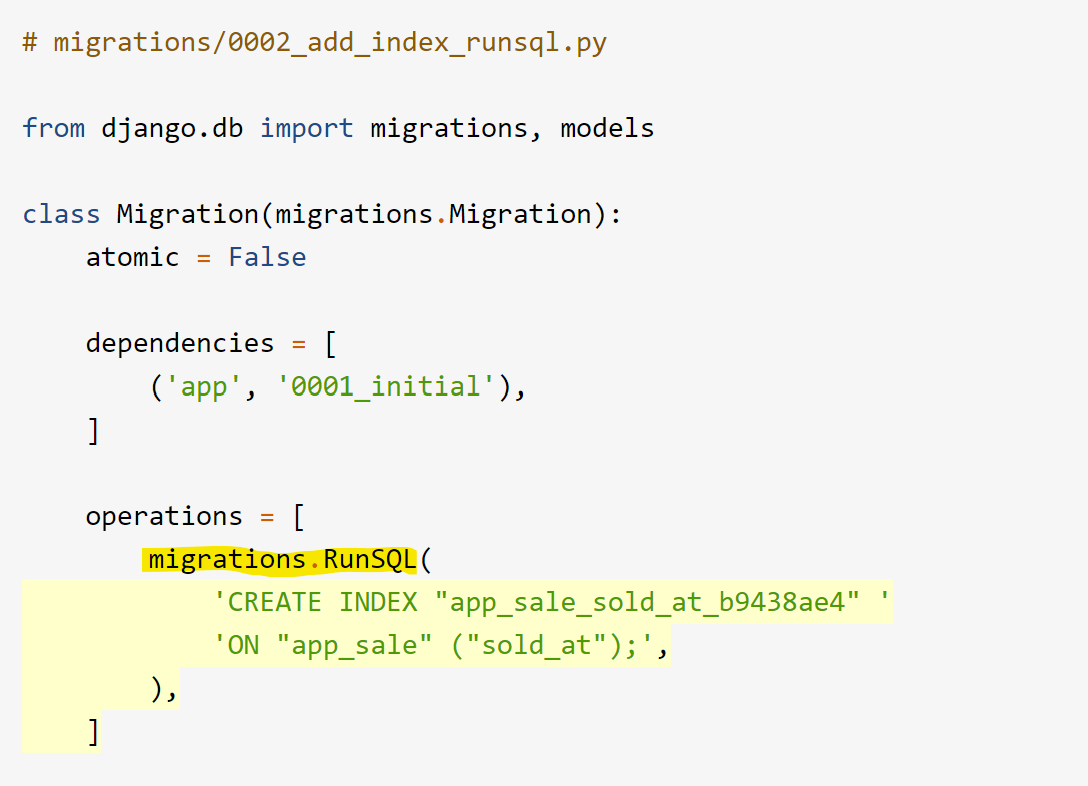 # migrations/0002_add_index_runsql.py
from django.db import migrations, models
class Migration(migrations.Migration):
    atomic = False
    dependencies = [
        ('app', '0001_initial'),
    ]
    operations = [
        migrations.RunSQL(
            'CREATE INDEX "app_sale_sold_at_b9438ae4" '
            'ON "app_sale" ("sold_at");',
        ),
    ]